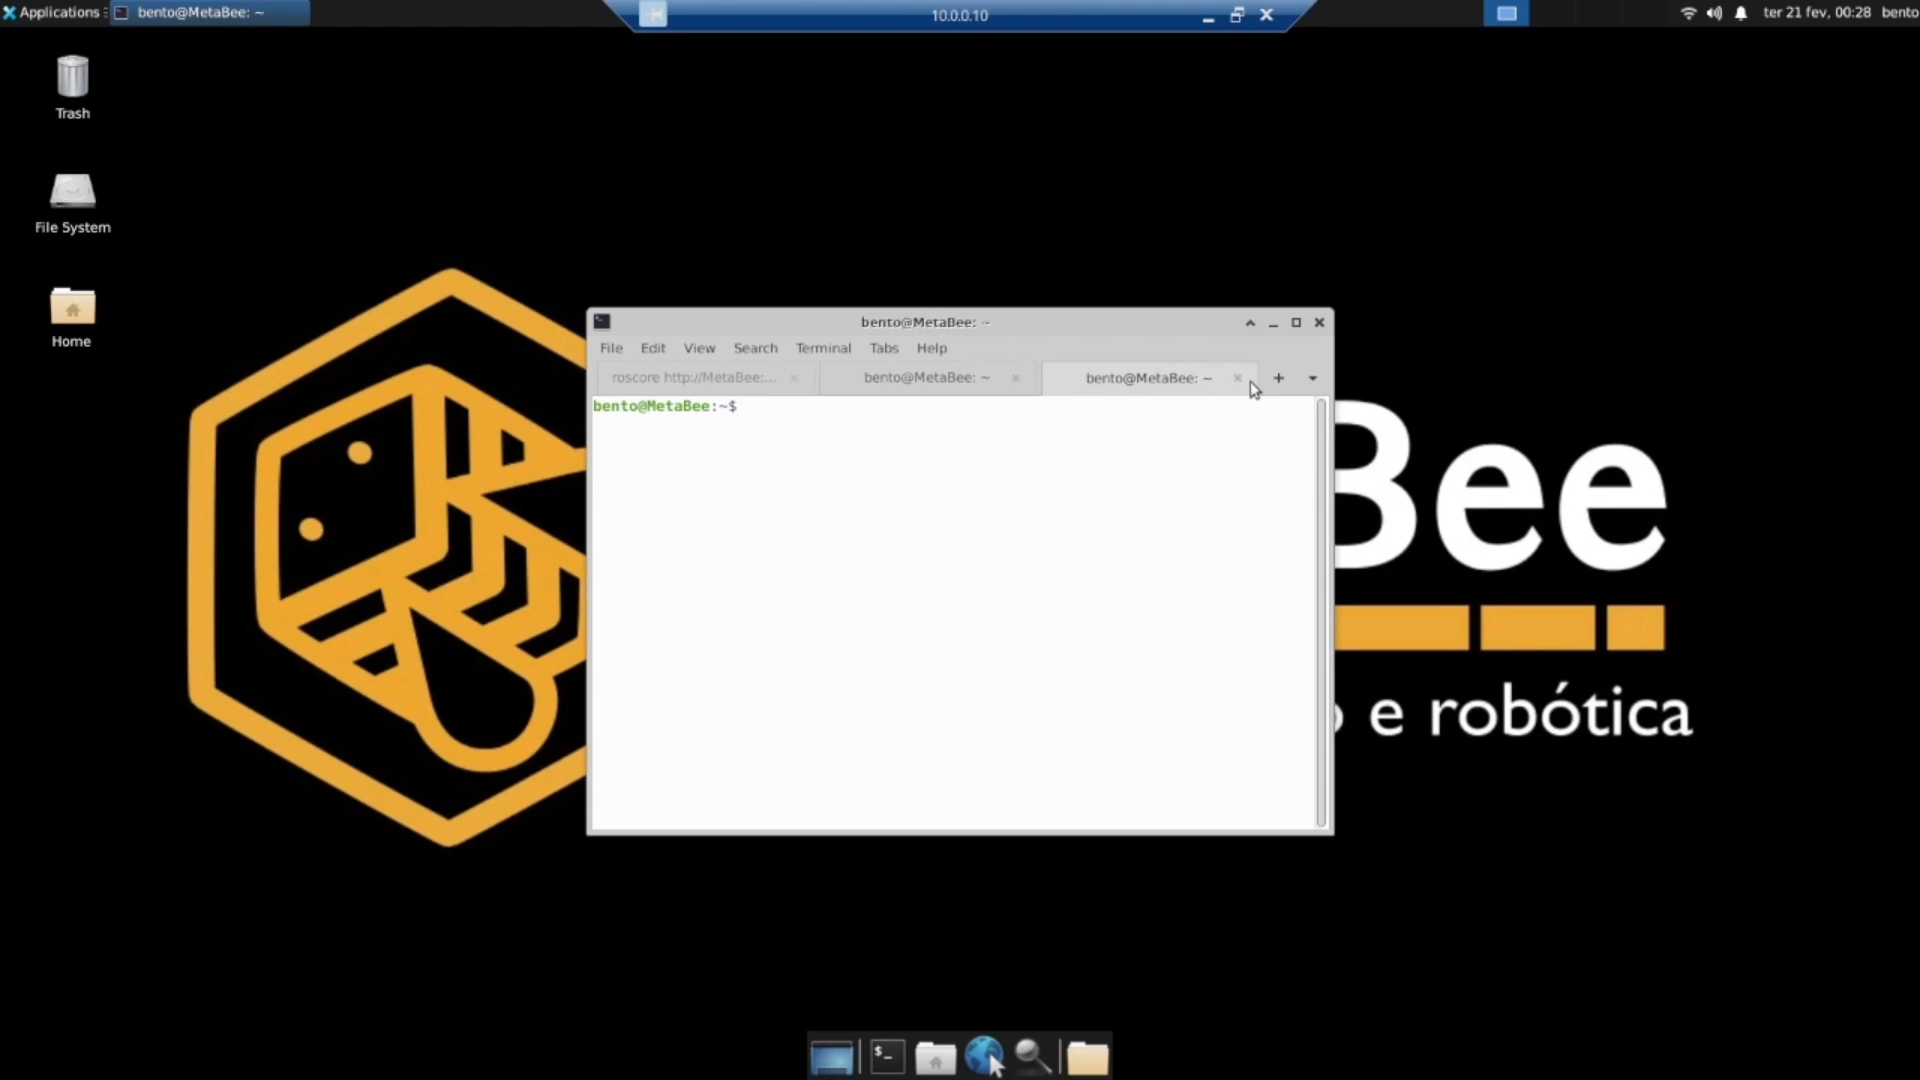 Applications
bento@MetaBee: ~
10.0.0.10
ter 21 fev, 00:28
bento
Trash
File System
Home
bento@MetaBee: ~
File Edit View Search Terminal Tabs Help
roscore http://MetaBee:...
bento@MetaBee: ~
bento@MetaBee: ~
bento@MetaBee:~$
Bee
e robótica
$_